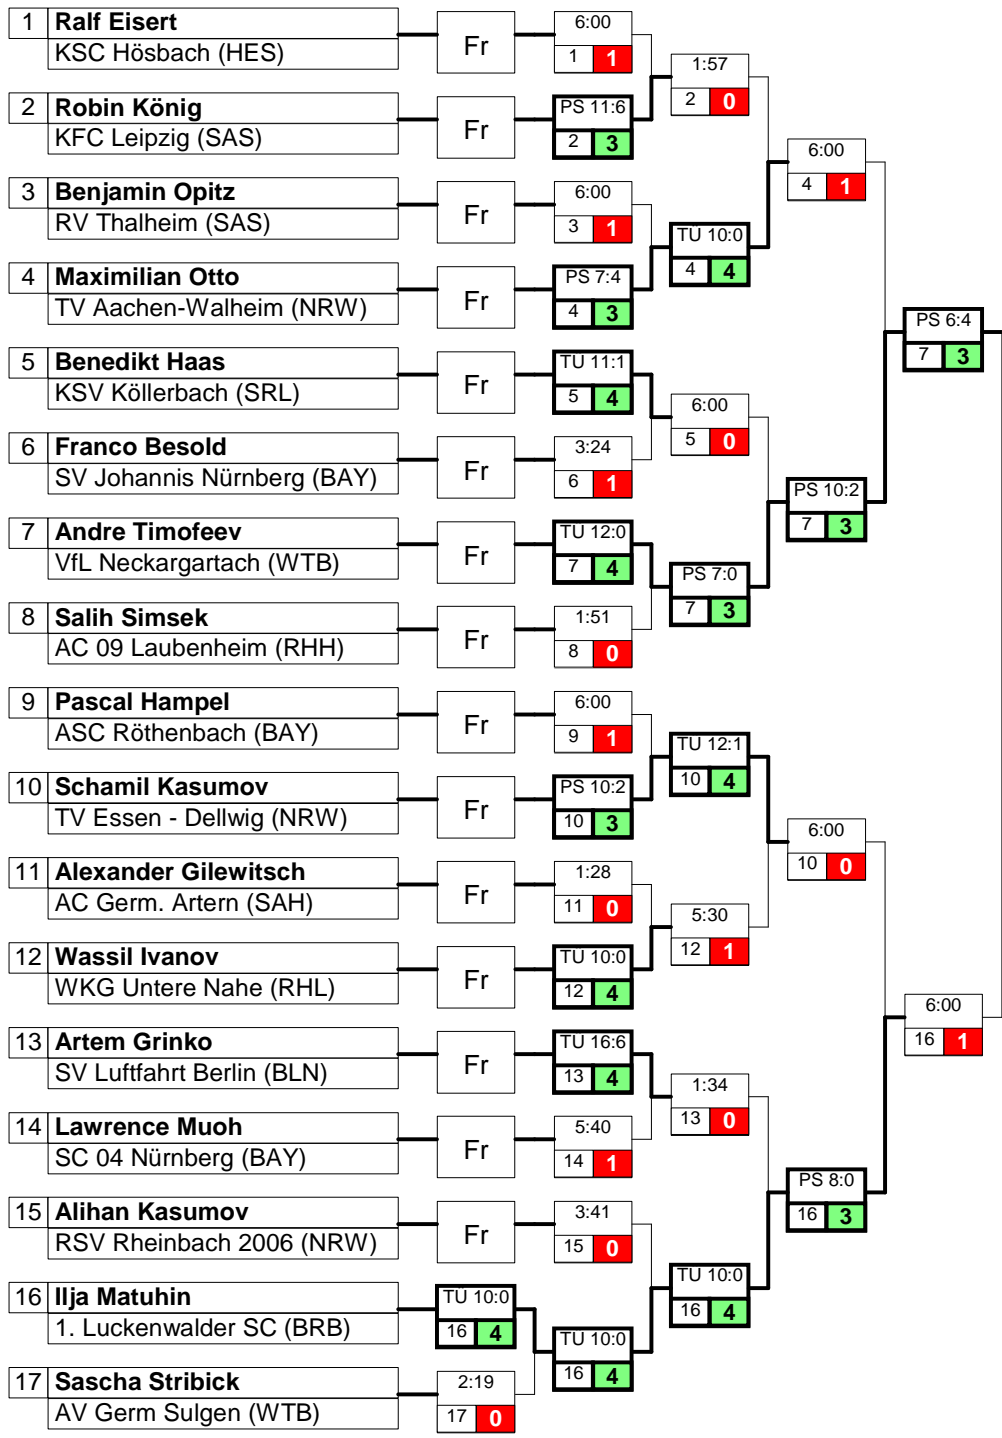 1 Ralf Eisert
KSC Hösbach (HES)
Fr
6:00
1 1
1:57
2 0
2 Robin König
KFC Leipzig (SAS)
Fr
PS 11:6
2 3
6:00
4 1
3 Benjamin Opitz
RV Thalheim (SAS)
Fr
6:00
3 1
TÜ 10:0
4 4
4 Maximilian Otto
TV Aachen-Walheim (NRW)
Fr
PS 7:4
4 3
PS 6:4
7 3
5 Benedikt Haas
KSV Köllerbach (SRL)
Fr
TÜ 11:1
5 4
6:00
5 0
6 Franco Besold
SV Johannis Nürnberg (BAY)
Fr
3:24
6 1
PS 10:2
7 3
7 Andre Timofeev
VfL Neckargartach (WTB)
Fr
TÜ 12:0
7 4
PS 7:0
7 3
8 Salih Simsek
AC 09 Laubenheim (RHH)
Fr
1:51
8 0
9 Pascal Hampel
ASC Röthenbach (BAY)
Fr
6:00
9 1
TÜ 12:1
10 4
10 Schamil Kasumov
TV Essen - Dellwig (NRW)
Fr
PS 10:2
10 3
6:00
10 0
11 Alexander Gilewitsch
AC Germ. Artern (SAH)
Fr
1:28
11 0
5:30
12 1
12 Wassil Ivanov
WKG Untere Nahe (RHL)
Fr
TÜ 10:0
12 4
6:00
16 1
13 Artem Grinko
SV Luftfahrt Berlin (BLN)
Fr
TÜ 16:6
13 4
1:34
13 0
14 Lawrence Muoh
SC 04 Nürnberg (BAY)
Fr
5:40
14 1
PS 8:0
16 3
15 Alihan Kasumov
RSV Rheinbach 2006 (NRW)
Fr
3:41
15 0
TÜ 10:0
16 4
16 Ilja Matuhin
1. Luckenwalder SC (BRB)
TÜ 10:0
16 4
TÜ 10:0
16 4
17 Sascha Stribick
AV Germ Sulgen (WTB)
2:19
17 0